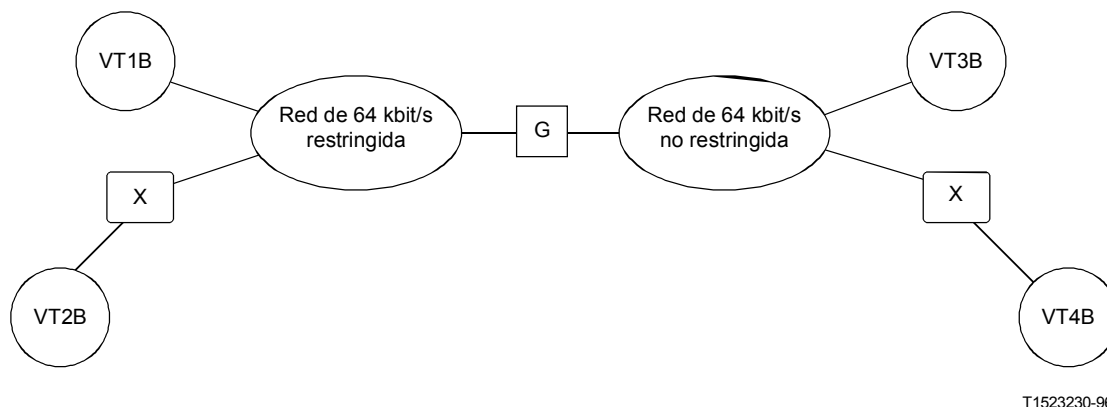 VT1B
VT3B
Red de 64 kbit/s
restringida
G
Red de 64 kbit/s
no restringida
X
X
VT2B
VT4B
T1523230-96